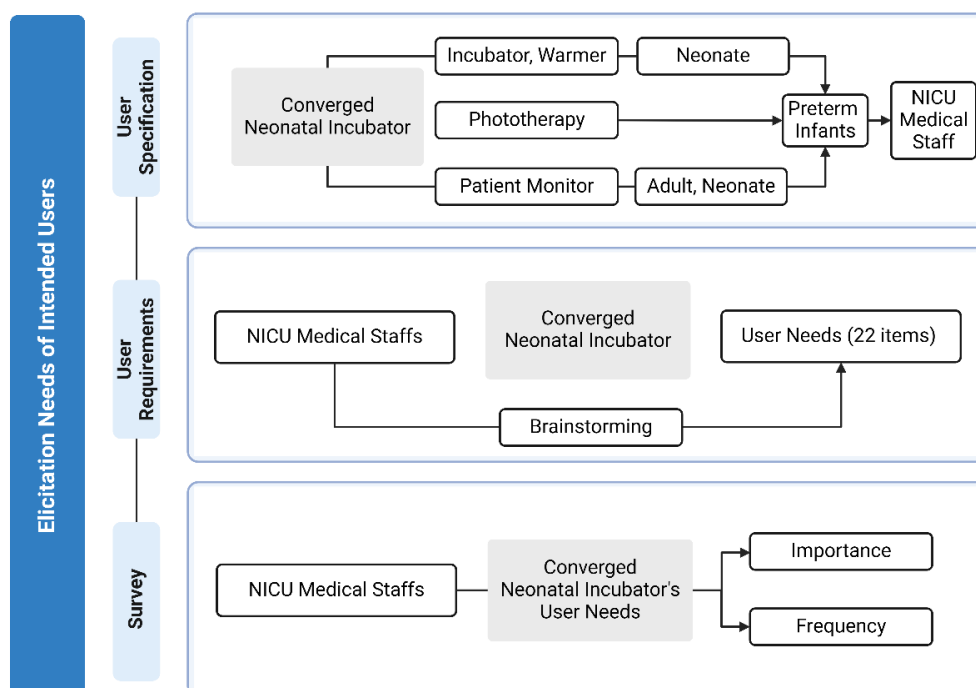 Elicitation Needs of Intended Users
User
Specification
Converged
Neonatal Incubator
Incubator, Warmer
Neonate
Phototherapy
Patient Monitor
Adult, Neonate
Preterm
Infants
NICU
Medical
Staff
User
Requirements
NICU Medical Staffs
Converged
Neonatal Incubator
User Needs (22 items)
Brainstorming
Survey
NICU Medical Staffs
Converged
Neonatal Incubator's
User Needs
Importance
Frequency